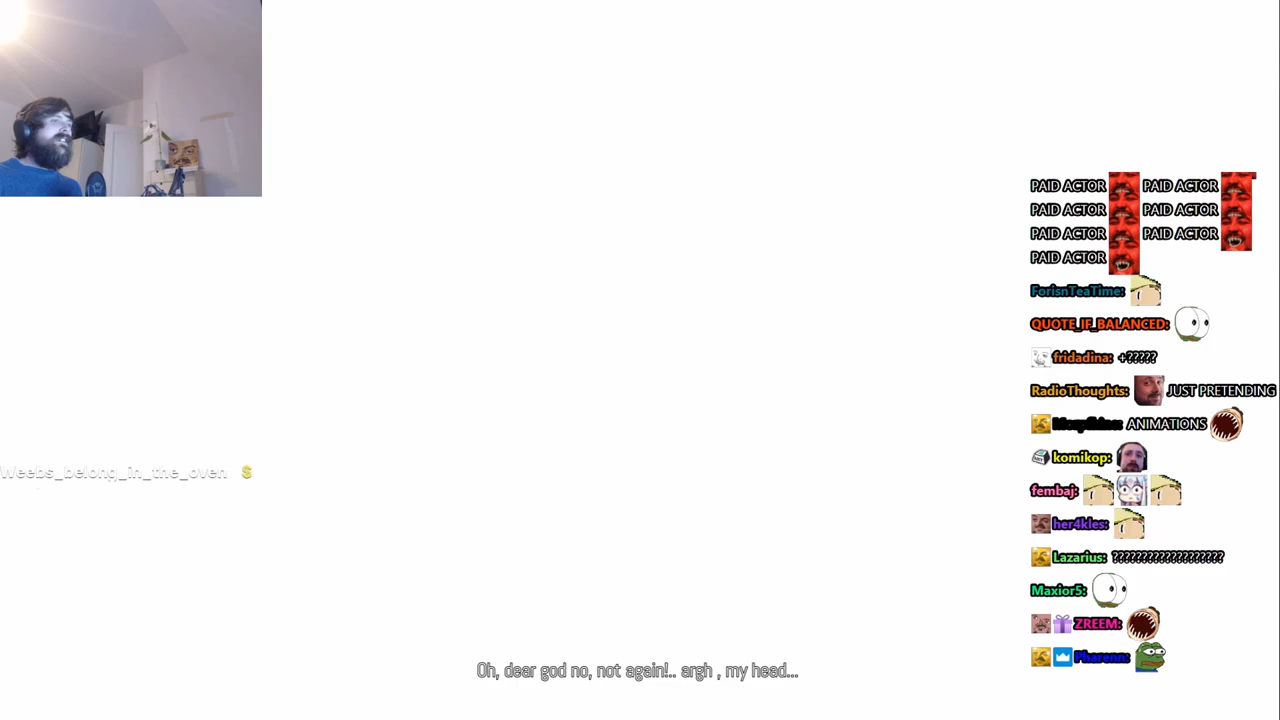 PAID ACTOR PAID ACTOR
PAID ACTOR PAID ACTOR
PAID ACTOR PAID ACTOR
PAID ACTOR
ForisnTeaTime:
QUOTE_IF_BALANCED:
fridadina: +?????
RadioThoughts: JUST PRETENDING
ANIMATIONS
komikop:
fembaj:
her4kles:
Weebs_belong_in_the_oven $
Lazarius: ???????????????????
Maxior5:
ZREEM:
Pharenn:
Oh, dear god no, not again!.. argh , my head...